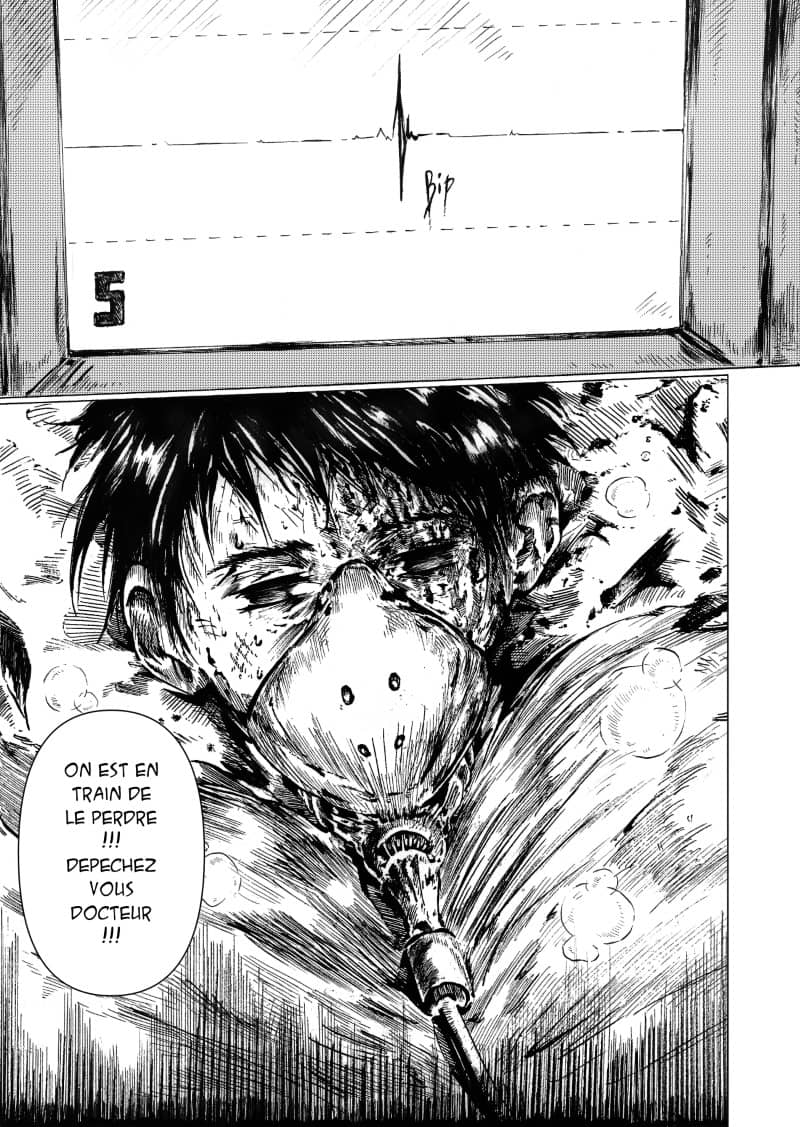 Bip
5
ON EST EN
TRAIN DE
LE PERDRE
!!!
DEPECHEZ
VOUS
DOCTEUR
!!!